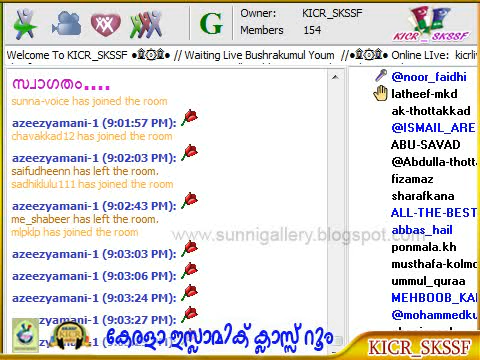 G
Owner: KICR_SKSSF
Members 154
KICR_SKSSF
Welcome To KICR_SKSSF // Waiting Live Bushrakumul Youm // Online LIve: kicrliv
സ്വാഗതം....
sunna-voice has joined the room
azeezyamani-1 (9:01:57 PM):
chavakkad12 has joined the room
azeezyamani-1 (9:02:03 PM):
saifudheenn has left the room.
sadhiklulu111 has joined the room
azeezyamani-1 (9:02:43 PM):
me_shabeer has left the room.
mlpklp has joined the room
azeezyamani-1 (9:03:03 PM):
azeezyamani-1 (9:03:06 PM):
azeezyamani-1 (9:03:24 PM):
azeezyamani-1 (9:03:27 PM):
@noor_faidhi
latheef-mkd
ak-thottakkad
@ISMAIL_ARE
ABU-SAVAD
@Abdulla-thotta
fizamaz
sharafkana
ALL-THE-BEST
abbas_hail
ponmala.kh
musthafa-kolmo
ummul_quraa
MEHBOOB_KA
@mohammedku
www.sunnigallery.blogspot.com
കേരളാ ഇസ്ലാമിക് ക്ലാസ്സ് റൂം
KICR_SKSSF